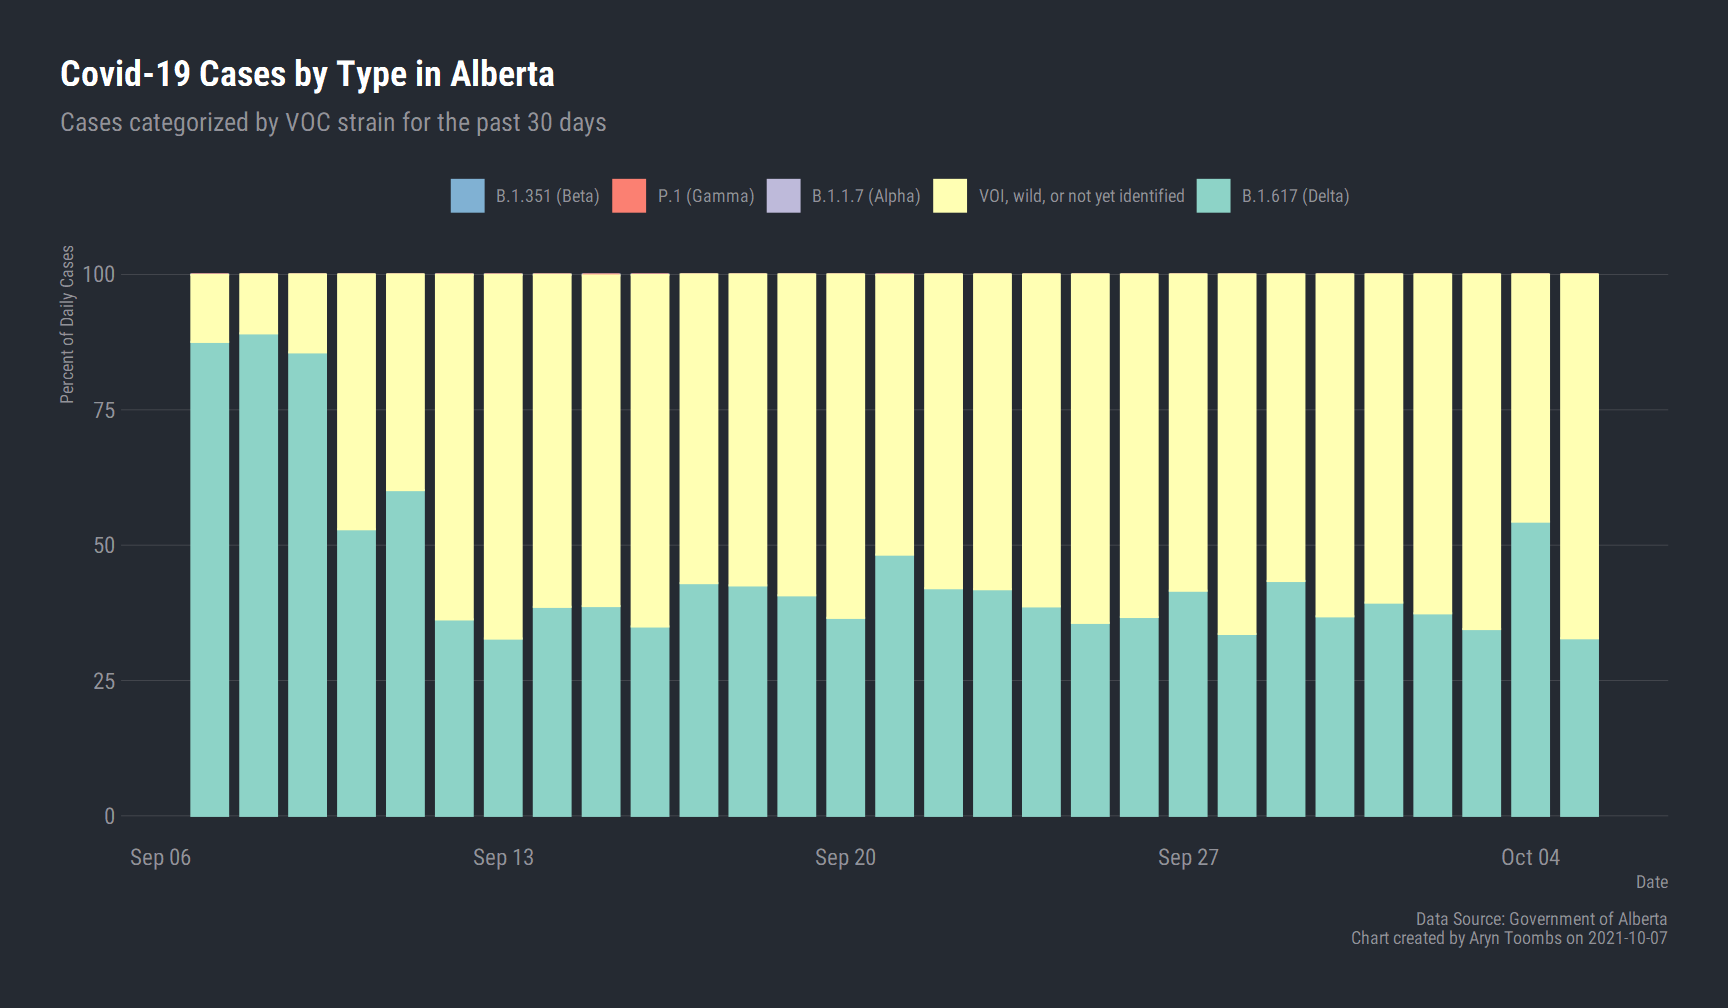 Covid-19 Cases by Type in Alberta
Cases categorized by VOC strain for the past 30 days
B.1.351 (Beta) P.1 (Gamma) B.1.1.7 (Alpha) VOI, wild, or not yet identified B.1.617 (Delta)
Percent of Daily Cases
100
75
50
25
0
Sep 06 Sep 13 Sep 20 Sep 27 Oct 04
Date
Data Source: Government of Alberta
Chart created by Aryn Toombs on 2021-10-07